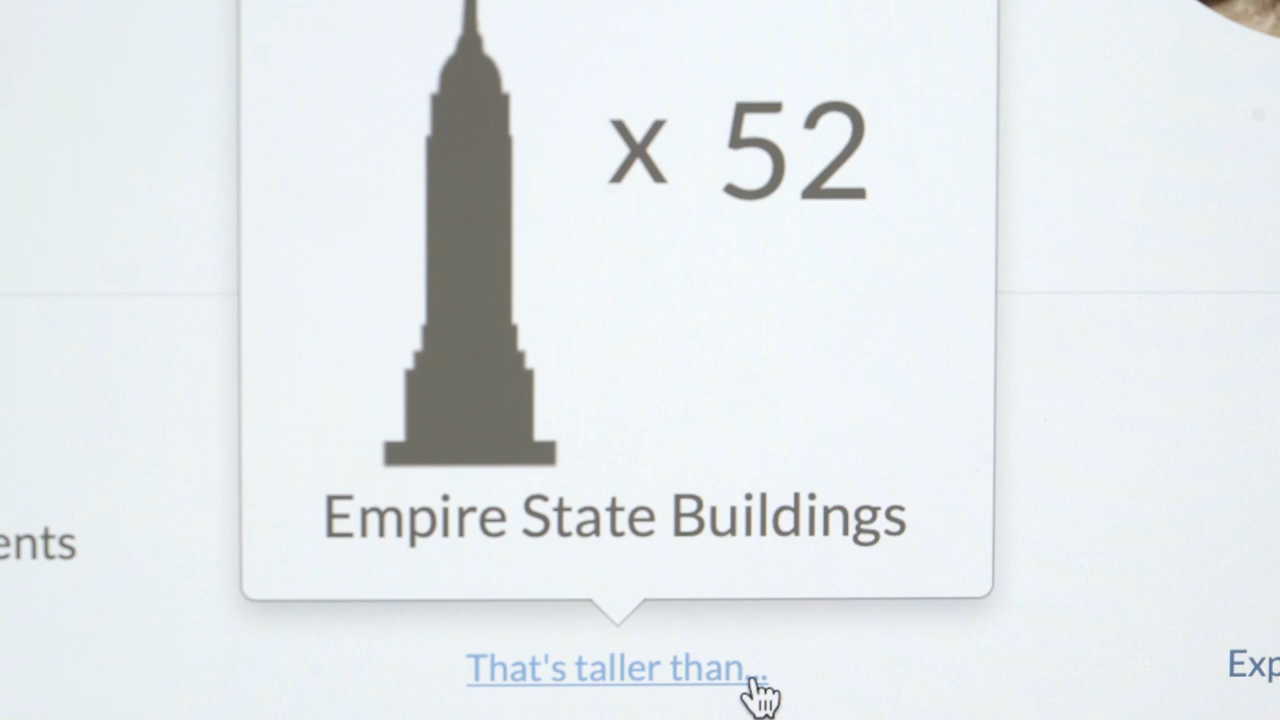 x 52
Empire State Buildings
ents
That's taller than...
Exp